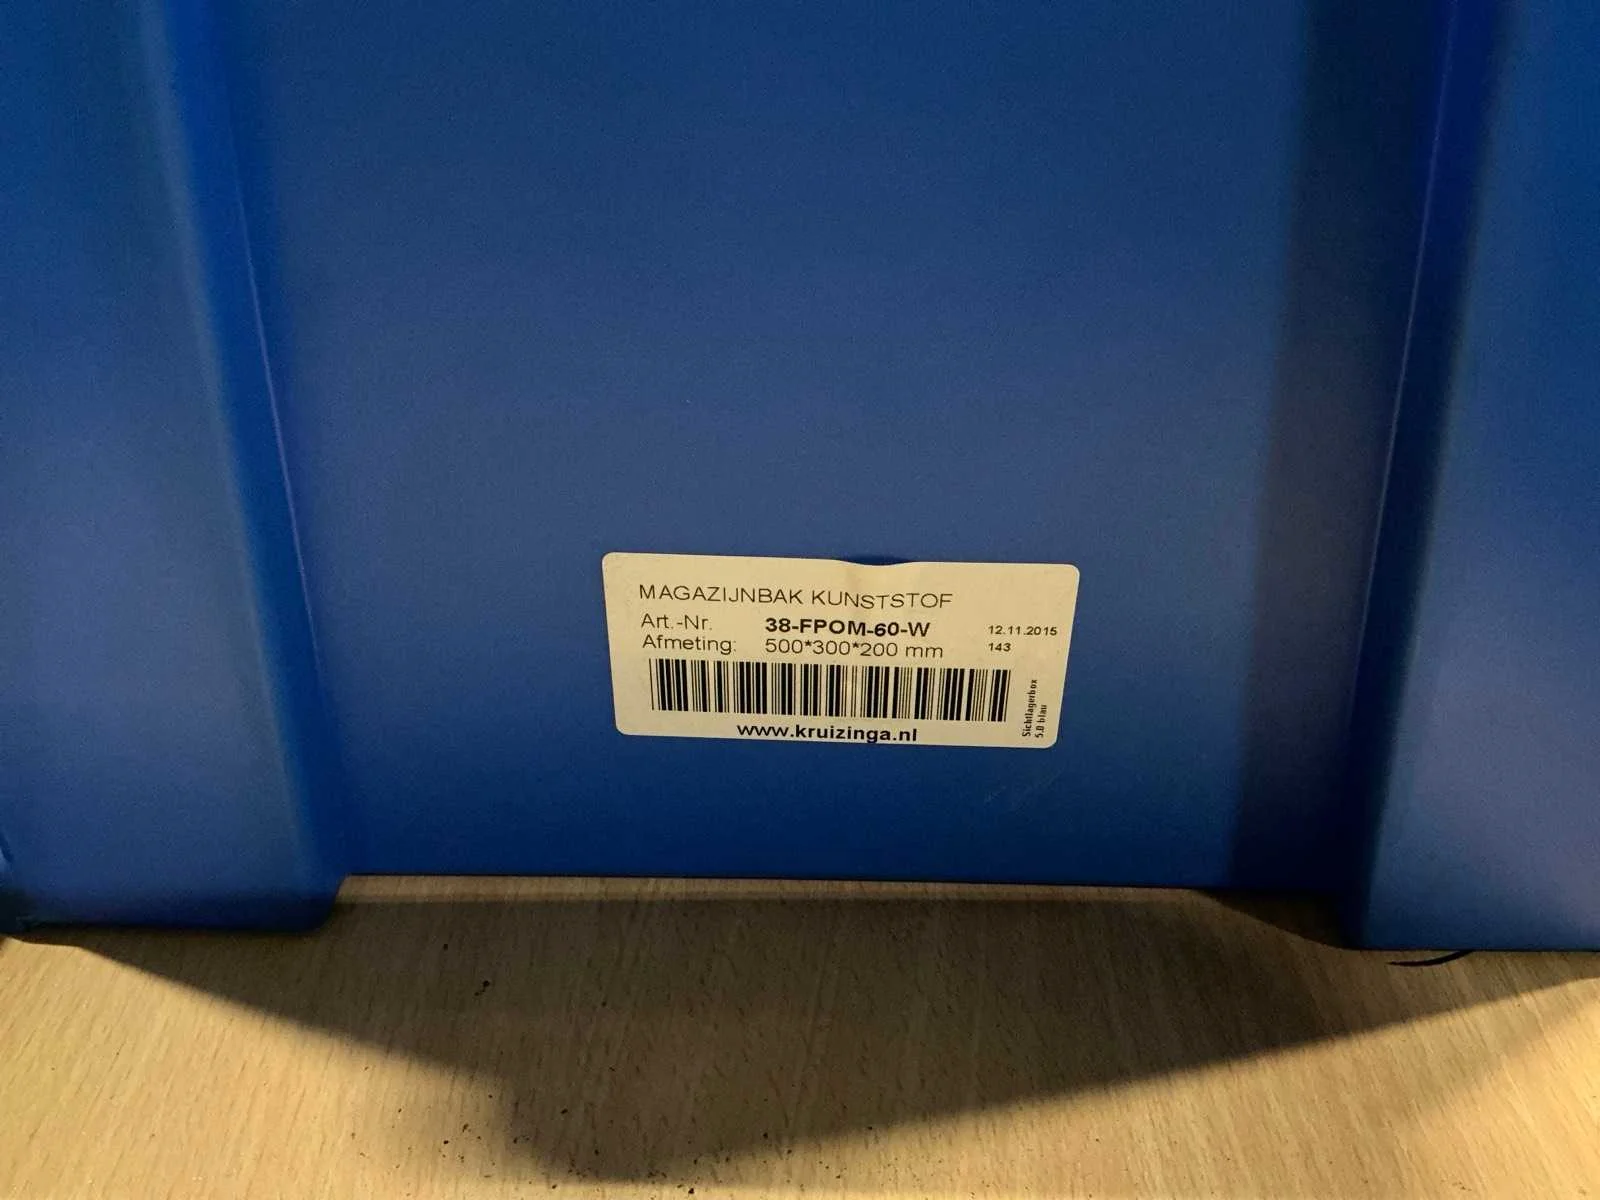 MAGAZIJNBAK KUNSTSTOF
Art.-Nr. 38-FPOM-60-W 12.11.2015
Afmeting: 500*300*200 mm 143
www.kruizinga.nl
Sichtlagerbox
5.0 blau